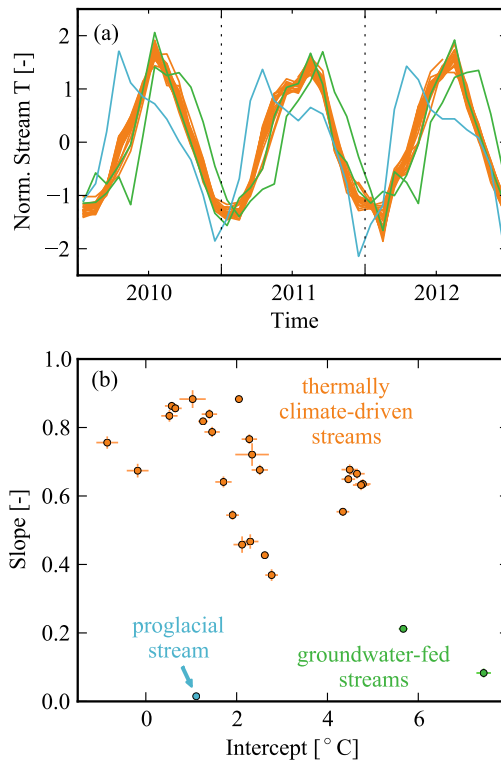 (a)
Norm. Stream T [-]
2
1
0
−1
−2
2010 2011 2012
Time
(b)
thermally
climate-driven
streams
Slope [-]
1.0
0.8
0.6
0.4
0.2
0.0
proglacial
stream
groundwater-fed
streams
0 2 4 6
Intercept [°C]